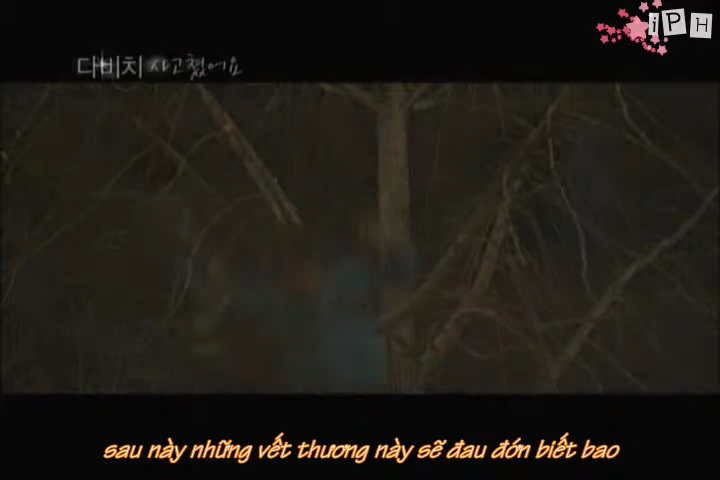 iPH
다비치 사고쳤어요
sau này những vết thương này sẽ đau đớn biết bao